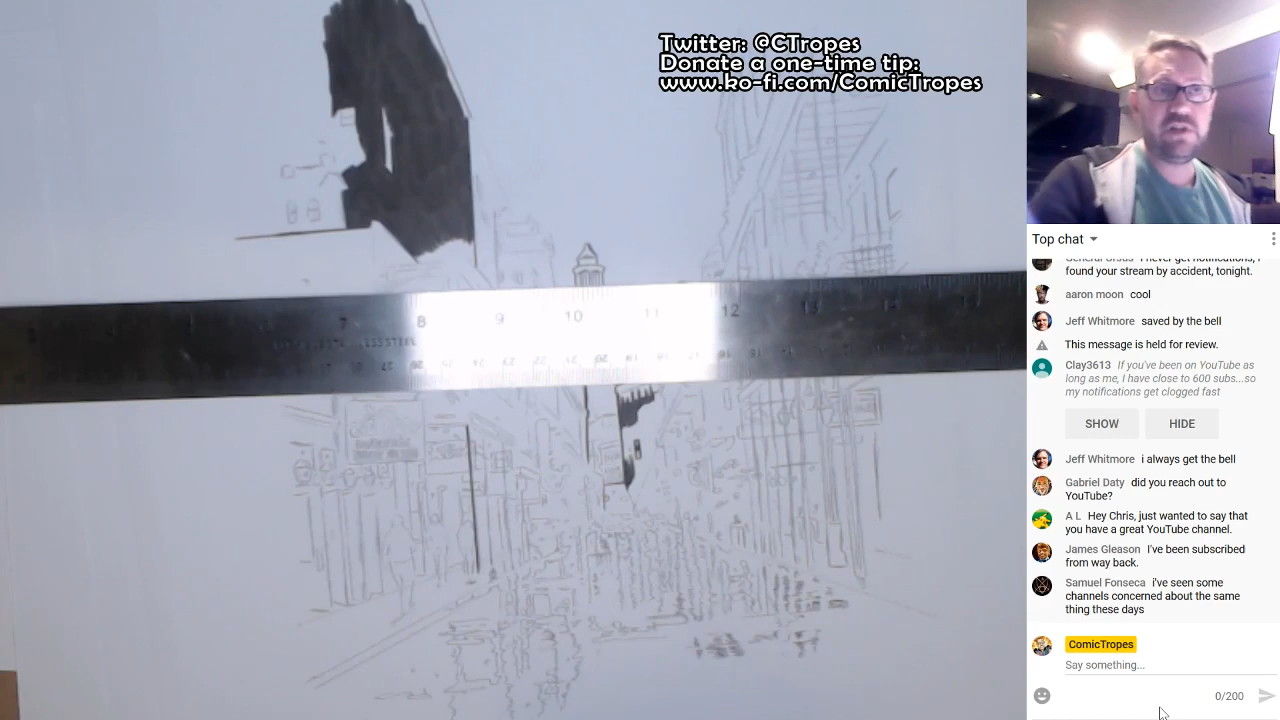 Twitter: @CTropes
Donate a one-time tip:
www.ko-fi.com/ComicTropes
7
8
9
10
11
12
13
Top chat
found your stream by accident, tonight.
aaron moon cool
Jeff Whitmore saved by the bell
This message is held for review.
Clay3613 If you've been on YouTube as
long as me, I have close to 600 subs...so
my notifications get clogged fast
SHOW HIDE
Jeff Whitmore i always get the bell
Gabriel Daty did you reach out to
YouTube?
A L Hey Chris, just wanted to say that
you have a great YouTube channel.
James Gleason I've been subscribed
from way back.
Samuel Fonseca i've seen some
channels concerned about the same
thing these days
ComicTropes
Say something...
0/200